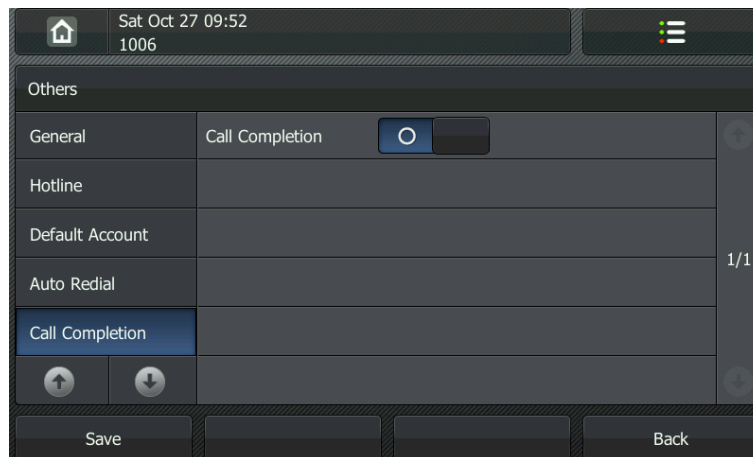 Sat Oct 27 09:52
1006
Others
General
Call Completion
Hotline
Default Account
Auto Redial
Call Completion
1/1
Save
Back